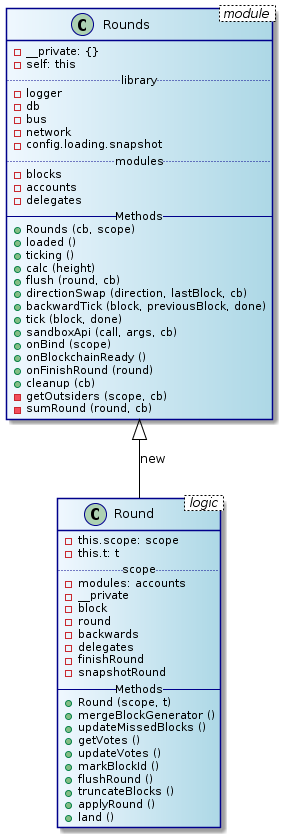 module
C Rounds
__private: {}
self: this
library
logger
db
bus
network
config.loading.snapshot
modules
blocks
accounts
delegates
Methods
Rounds (cb, scope)
loaded ()
ticking ()
calc (height)
flush (round, cb)
directionSwap (direction, lastBlock, cb)
backwardTick (block, previousBlock, done)
tick (block, done)
sandboxApi (call, args, cb)
onBind (scope)
onBlockchainReady ()
onFinishRound (round)
cleanup (cb)
getOutsiders (scope, cb)
sumRound (round, cb)
new
logic
C Round
this.scope: scope
this.t: t
scope
modules: accounts
__private
block
round
backwards
delegates
finishRound
snapshotRound
Methods
Round (scope, t)
mergeBlockGenerator ()
updateMissedBlocks ()
getVotes ()
updateVotes ()
markBlockId ()
flushRound ()
truncateBlocks ()
applyRound ()
land ()